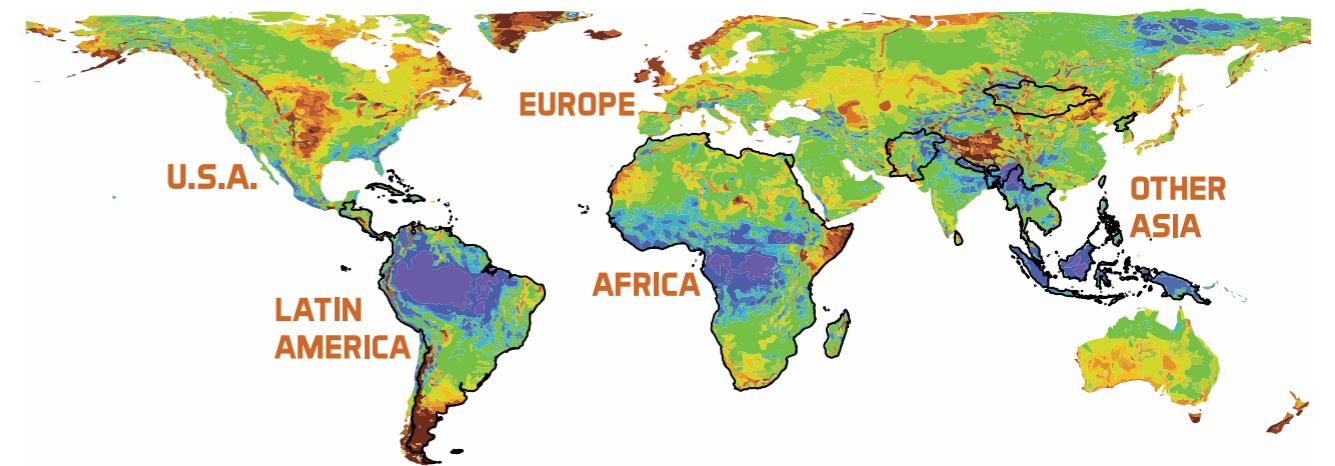 EUROPE
U.S.A.
OTHER
ASIA
AFRICA
LATIN
AMERICA